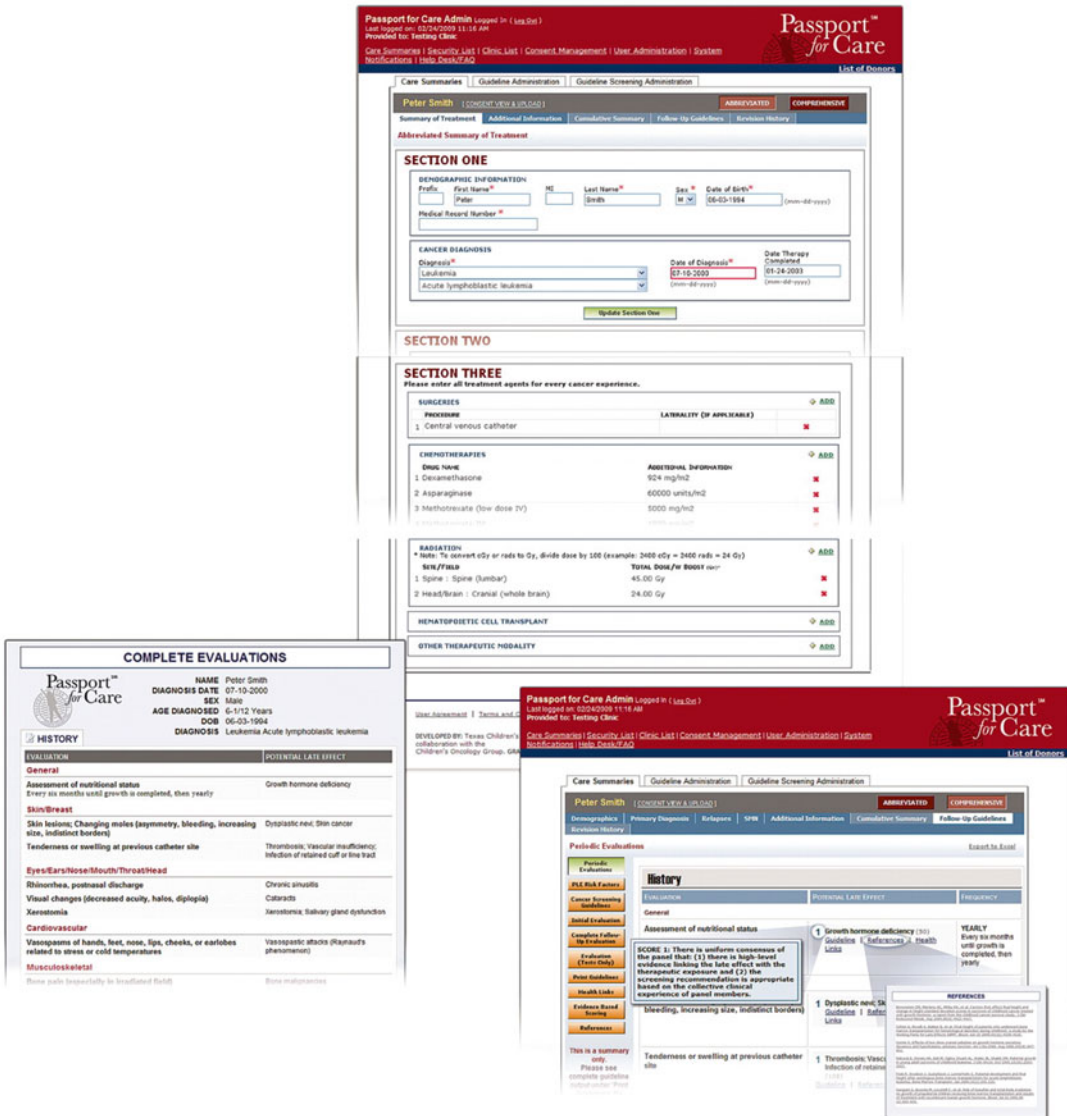 Passport for Care Admin Logged In ( Log Out )
Last logged on: 02/24/2009 11:16 AM
Provided to: Testing Clinic
Care Summaries | Security List | Clinic List | Consent Management | User Administration | System
Notifications | Help Desk/FAQ
Passport℠
for Care
List of Donors
Care Summaries Guideline Administration Guideline Screening Administration
Peter Smith [ CONSENT VIEW & UPLOAD ] ABBREVIATED COMPREHENSIVE
Summary of Treatment Additional Information Cumulative Summary Follow-Up Guidelines Revision History
Abbreviated Summary of Treatment
SECTION ONE
DEMOGRAPHIC INFORMATION
Prefix First Name* MI Last Name* Sex * Date of Birth*
Peter Smith M 06-03-1994 (mm-dd-yyyy)
Medical Record Number *
CANCER DIAGNOSIS
Diagnosis* Date of Diagnosis* Date Therapy
Completed
Leukemia 07-10-2000 01-24-2003
Acute lymphoblastic leukemia (mm-dd-yyyy) (mm-dd-yyyy)
Update Section One
SECTION TWO
SECTION THREE
Please enter all treatment agents for every cancer experience.
SURGERIES ADD
PROCEDURE LATERALITY (IF APPLICABLE)
1 Central venous catheter
CHEMOTHERAPIES ADD
DRUG NAME ADDITIONAL INFORMATION
1 Dexamethasone 924 mg/m2
2 Asparaginase 60000 units/m2
3 Methotrexate (low dose IV) 5000 mg/m2
RADIATION ADD
* Note: To convert cGy or rads to Gy, divide dose by 100 (example: 2400 cGy = 2400 rads = 24 Gy)
SITE/FIELD TOTAL DOSE/W BOOST (Gy)*
1 Spine : Spine (lumbar) 45.00 Gy
2 Head/Brain : Cranial (whole brain) 24.00 Gy
HEMATOPOIETIC CELL TRANSPLANT ADD
OTHER THERAPEUTIC MODALITY ADD
User Agreement | Terms and C
DEVELOPED BY: Texas Children's
collaboration with the
Children's Oncology Group. GRA
COMPLETE EVALUATIONS
Passport℠
for Care
NAME Peter Smith
DIAGNOSIS DATE 07-10-2000
SEX Male
AGE DIAGNOSED 6-1/12 Years
DOB 06-03-1994
DIAGNOSIS Leukemia Acute lymphoblastic leukemia
HISTORY
EVALUATION POTENTIAL LATE EFFECT
General
Assessment of nutritional status Growth hormone deficiency
Every six months until growth is completed, then yearly
Skin/Breast
Skin lesions; Changing moles (asymmetry, bleeding, increasing Dysplastic nevi; Skin cancer
size, indistinct borders)
Tenderness or swelling at previous catheter site Thrombosis; Vascular insufficiency;
Infection of retained cuff or line tract
Eyes/Ears/Nose/Mouth/Throat/Head
Rhinorrhea, postnasal discharge Chronic sinusitis
Visual changes (decreased acuity, halos, diplopia) Cataracts
Xerostomia Xerostomia; Salivary gland dysfunction
Cardiovascular
Vasospasms of hands, feet, nose, lips, cheeks, or earlobes Vasospastic attacks (Raynaud's
related to stress or cold temperatures phenomenon)
Musculoskeletal
Bone pain (especially in irradiated field) Bone malignancies
Passport for Care Admin Logged In ( Log Out )
Last logged on: 02/24/2009 11:16 AM
Provided to: Testing Clinic
Care Summaries | Security List | Clinic List | Consent Management | User Administration | System
Notifications | Help Desk/FAQ
Passport℠
for Care
List of Donors
Care Summaries Guideline Administration Guideline Screening Administration
Peter Smith [ CONSENT VIEW & UPLOAD ] ABBREVIATED COMPREHENSIVE
Demographics Primary Diagnosis Relapses SMN Additional Information Cumulative Summary Follow-Up Guidelines
Revision History
Periodic Evaluations Export to Excel
Periodic
Evaluations
PLE Risk Factors
Cancer Screening
Guidelines
Initial Evaluation
Complete Follow-
Up Evaluation
Evaluation
(Tests Only)
Print Guidelines
Health Links
Evidence Based
Scoring
References
This is a summary
only.
Please see
complete guideline
History
EVALUATION POTENTIAL LATE EFFECT FREQUENCY
General
Assessment of nutritional status
1 Growth hormone deficiency (50)
Guideline | References | Health
Links
YEARLY
Every six months
until growth is
completed, then
yearly
SCORE 1: There is uniform consensus of
the panel that: (1) there is high-level
evidence linking the late effect with the
therapeutic exposure and (2) the
screening recommendation is appropriate
based on the collective clinical
experience of panel members.
bleeding, increasing size, indistinct borders)
1 Dysplastic nevi; Skin
Guideline | Refer
Links
Tenderness or swelling at previous catheter
site
1 Thrombosis; Vascu
Infection of retaine
REFERENCES